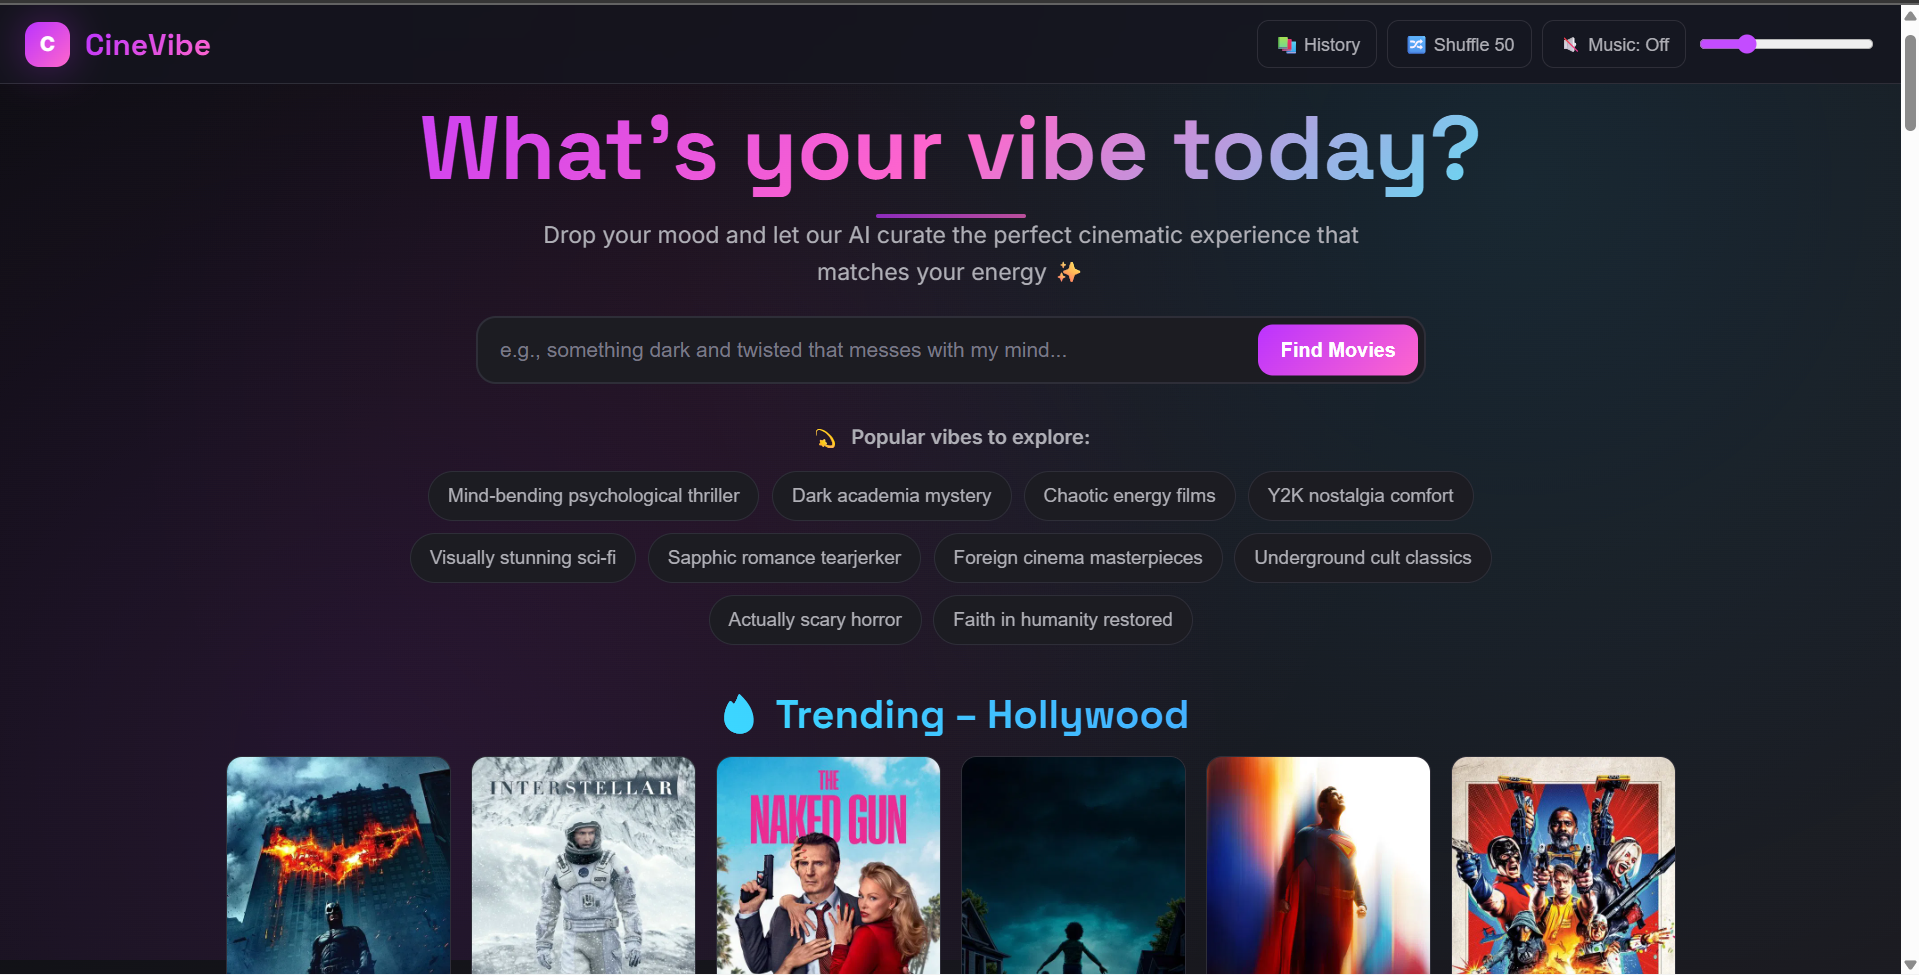 C CineVibe
History
Shuffle 50
Music: Off
What's your vibe today?
Drop your mood and let our AI curate the perfect cinematic experience that
matches your energy ✨
e.g., something dark and twisted that messes with my mind...
Find Movies
Popular vibes to explore:
Mind-bending psychological thriller
Dark academia mystery
Chaotic energy films
Y2K nostalgia comfort
Visually stunning sci-fi
Sapphic romance tearjerker
Foreign cinema masterpieces
Underground cult classics
Actually scary horror
Faith in humanity restored
Trending – Hollywood
INTERSTELLAR
THE
NAKED GUN